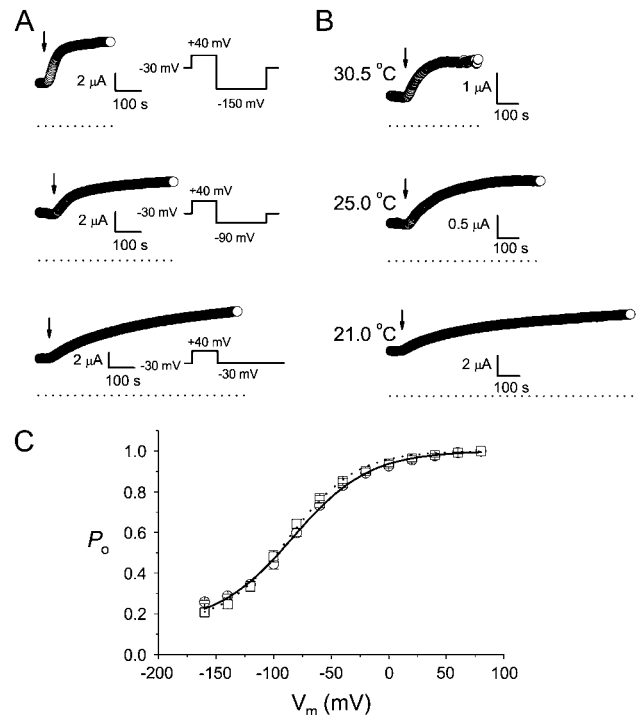 A
+40 mV
-30 mV
-150 mV
2 µA
100 s
+40 mV
-30 mV
-90 mV
2 µA
100 s
+40 mV
-30 mV
-30 mV
2 µA
100 s
B
30.5 °C
1 µA
100 s
25.0 °C
0.5 µA
100 s
21.0 °C
2 µA
100 s
C
1.0
0.8
0.6
0.4
0.2
0.0
Po
-200 -150 -100 -50 0 50 100
Vm (mV)